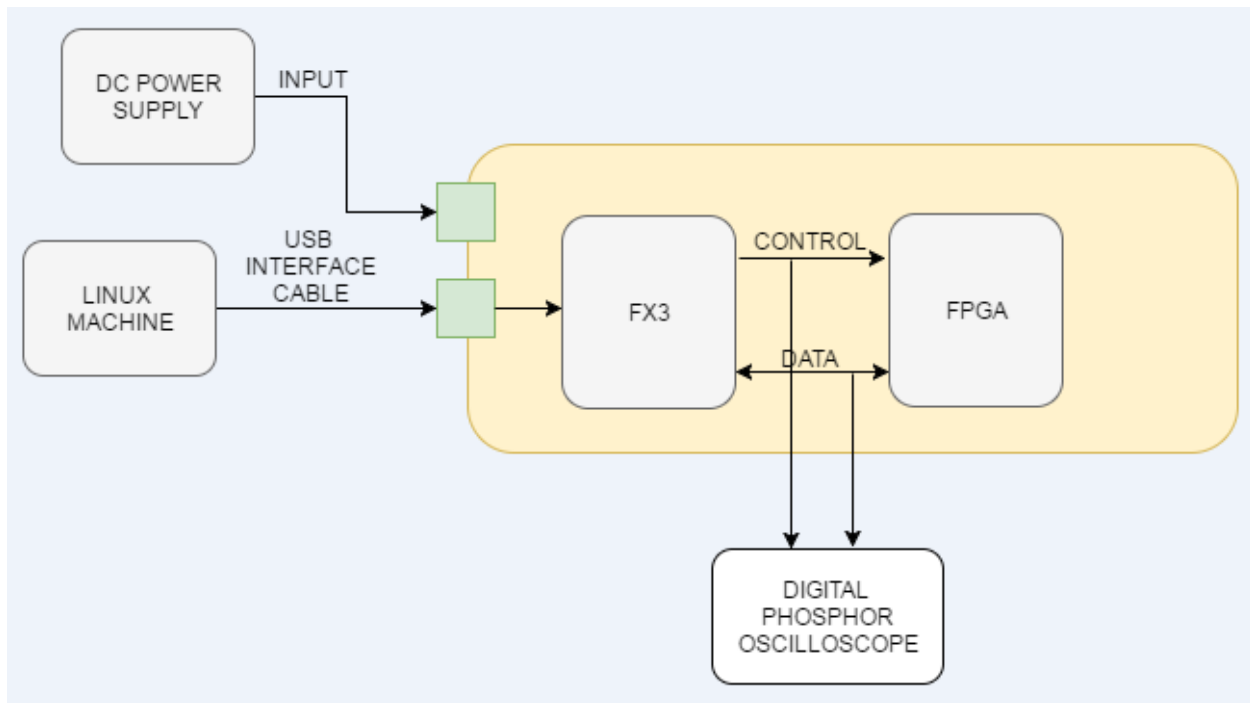 DC POWER
SUPPLY
INPUT
USB
INTERFACE
CABLE
LINUX
MACHINE
FX3
CONTROL
DATA
FPGA
DIGITAL
PHOSPHOR
OSCILLOSCOPE